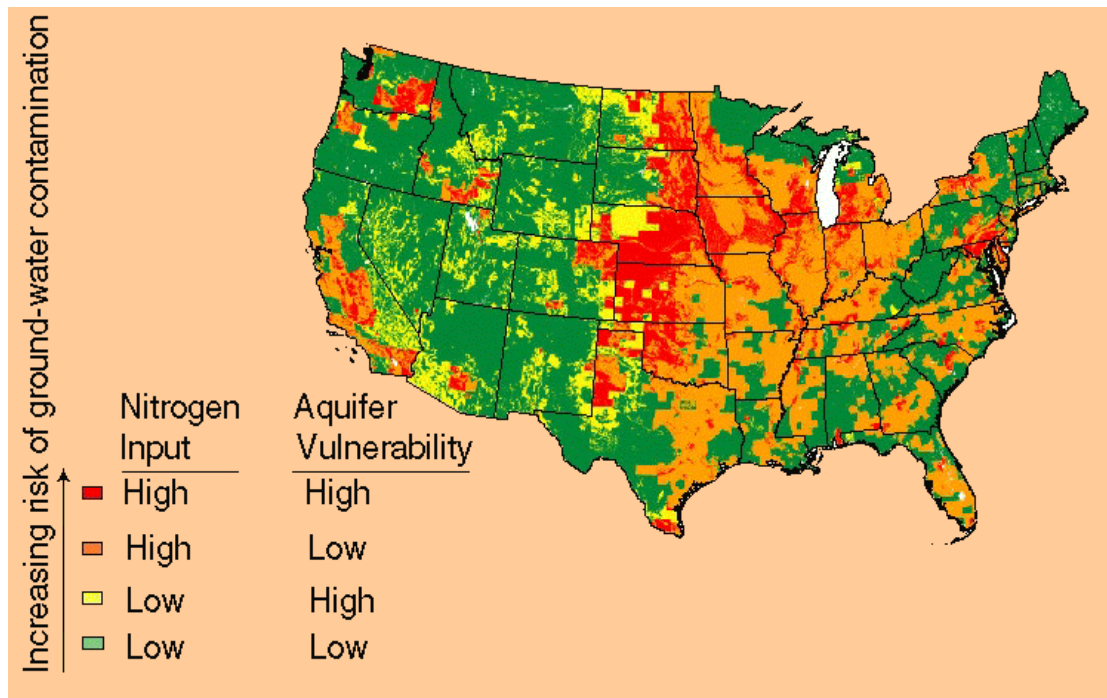 Increasing risk of ground-water contamination
Nitrogen Aquifer
Input Vulnerability
High High
High Low
Low High
Low Low